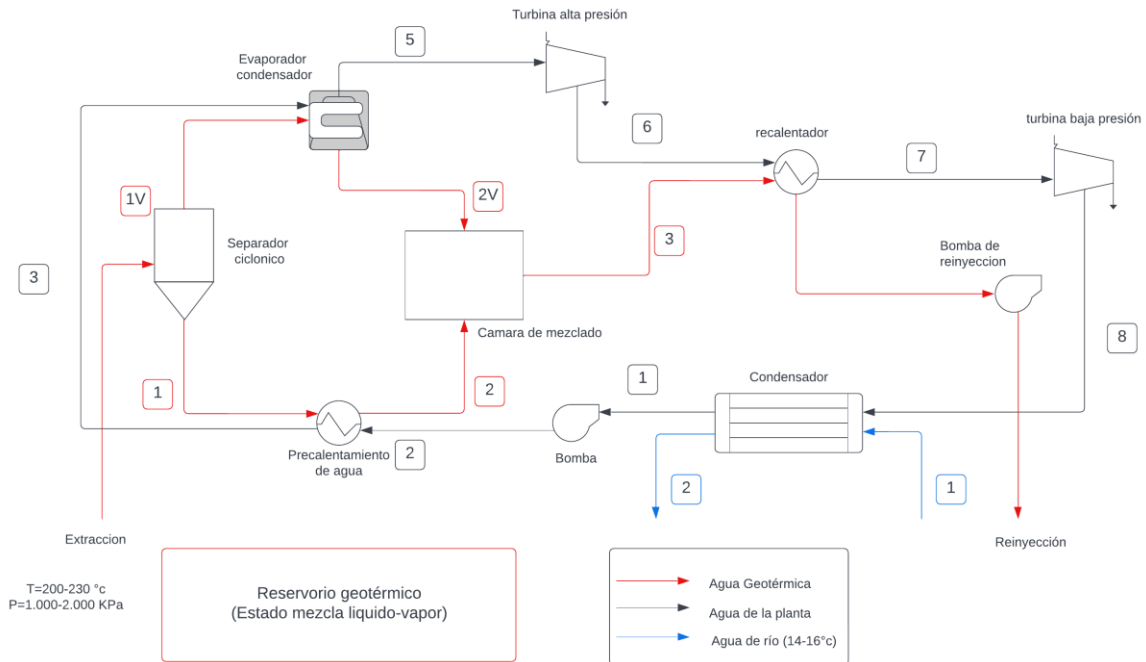 Turbina alta presión
5
Evaporador
condensador
6
recalentador
turbina baja presión
7
1V
2V
Separador
ciclonico
3
3
Bomba de
reinyeccion
Camara de mezclado
8
1
2
1
Condensador
Precalentamiento
de agua
2
Bomba
2
1
Extraccion
Reinyección
T=200-230 °c
P=1.000-2.000 KPa
Reservorio geotérmico
(Estado mezcla liquido-vapor)
Agua Geotérmica
Agua de la planta
Agua de río (14-16°c)